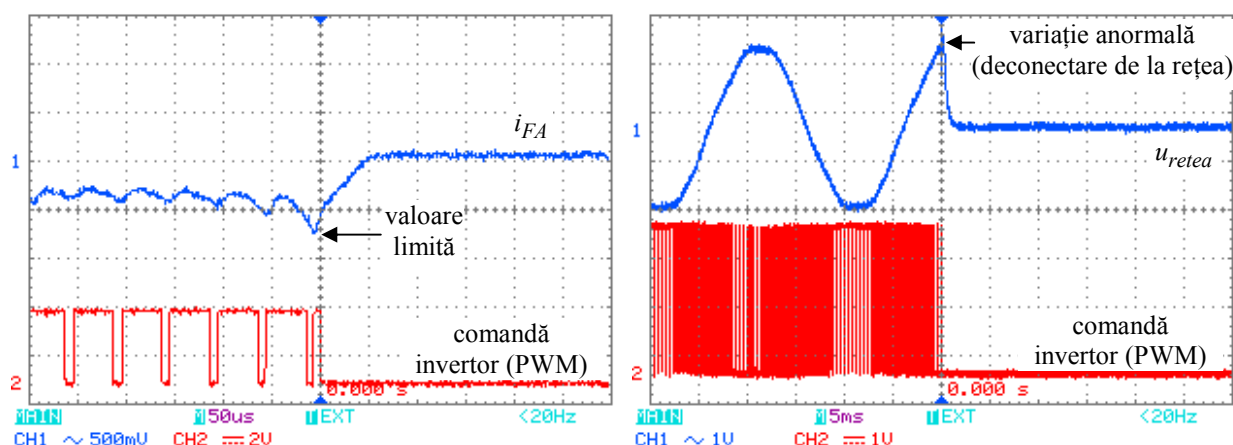 1
i_FA
valoare
limită
comandă
invertor (PWM)
2
0.000 s
MAIN
M 50us
T EXT
<20Hz
CH1 ~ 500mV
CH2 ⎓ 2V
variație anormală
(deconectare de la rețea)
1
u_retea
comandă
invertor (PWM)
2
0.000 s
MAIN
M 5ms
T EXT
<20Hz
CH1 ~ 1V
CH2 ⎓ 1V